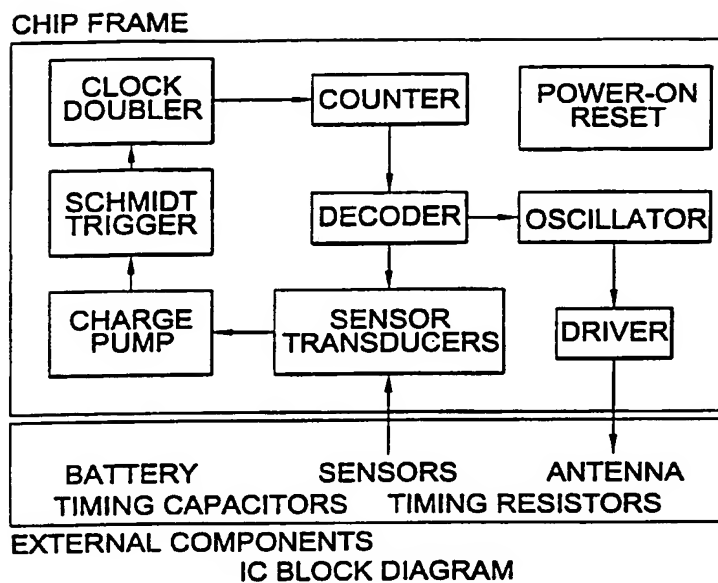 CHIP FRAME
CLOCK
DOUBLER
COUNTER
POWER-ON
RESET
SCHMIDT
TRIGGER
DECODER
OSCILLATOR
CHARGE
PUMP
SENSOR
TRANSDUCERS
DRIVER
BATTERY SENSORS ANTENNA
TIMING CAPACITORS TIMING RESISTORS
EXTERNAL COMPONENTS
IC BLOCK DIAGRAM